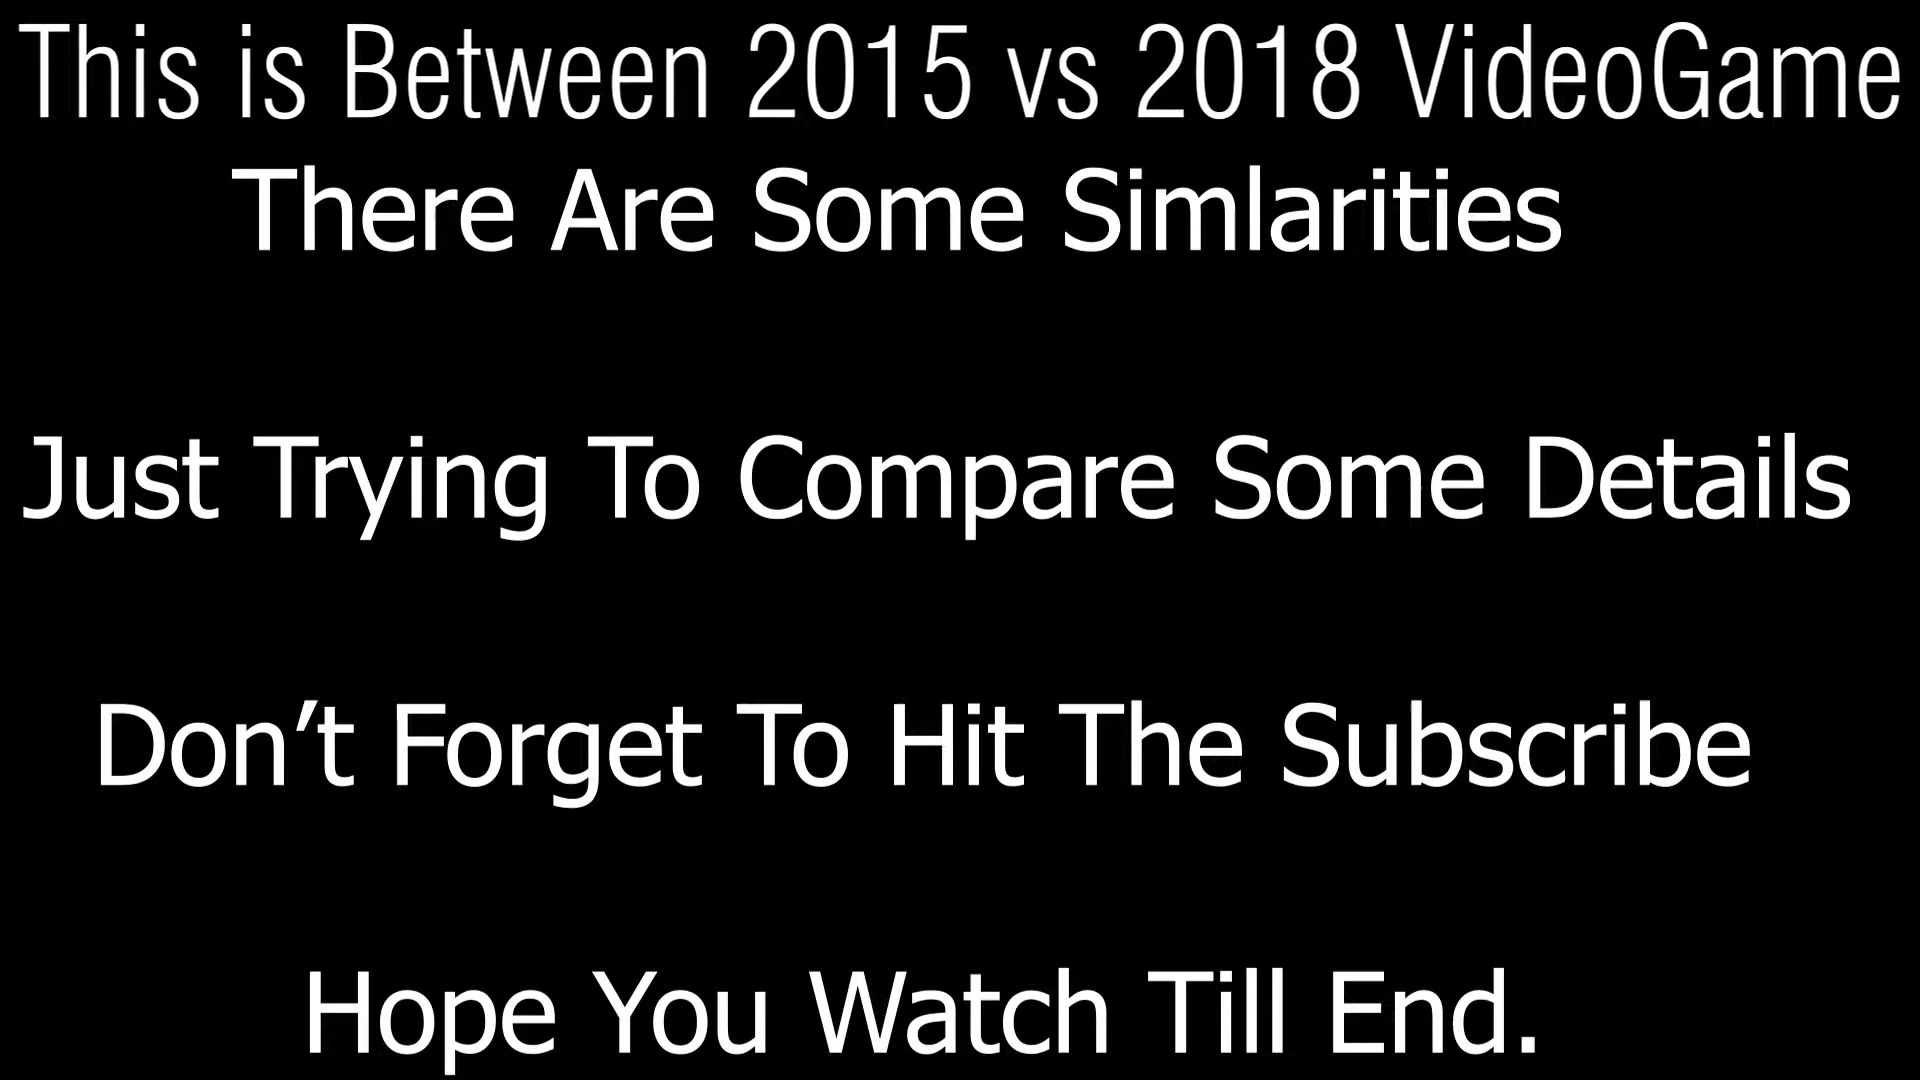 This is Between 2015 vs 2018 VideoGame
There Are Some Simlarities
Just Trying To Compare Some Details
Don’t Forget To Hit The Subscribe
Hope You Watch Till End.